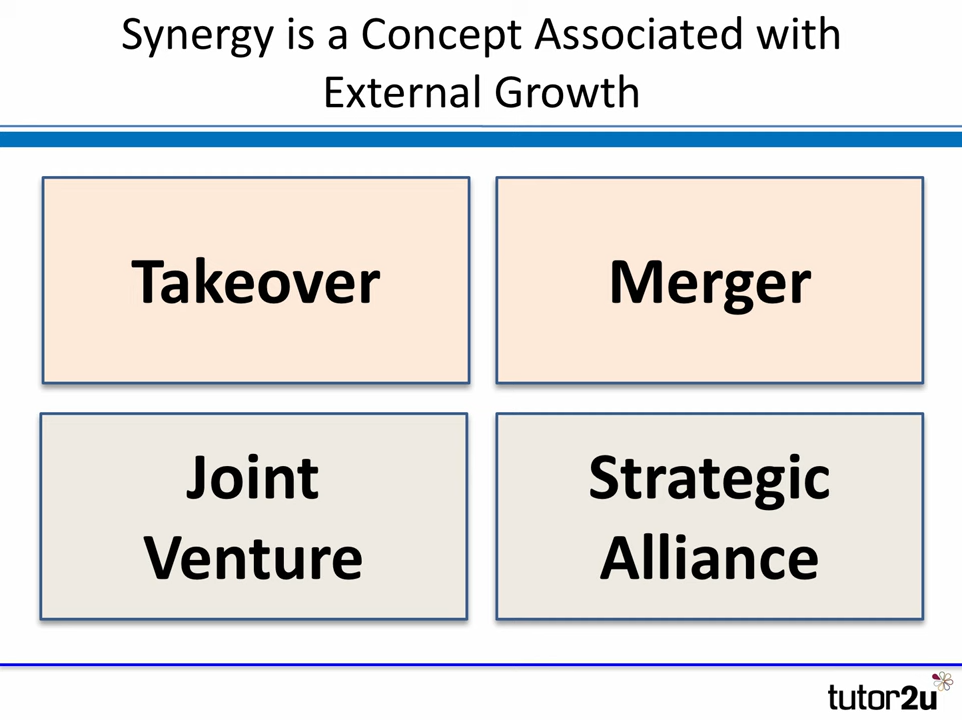 Synergy is a Concept Associated with
External Growth
Takeover
Merger
Joint
Venture
Strategic
Alliance
tutor2u